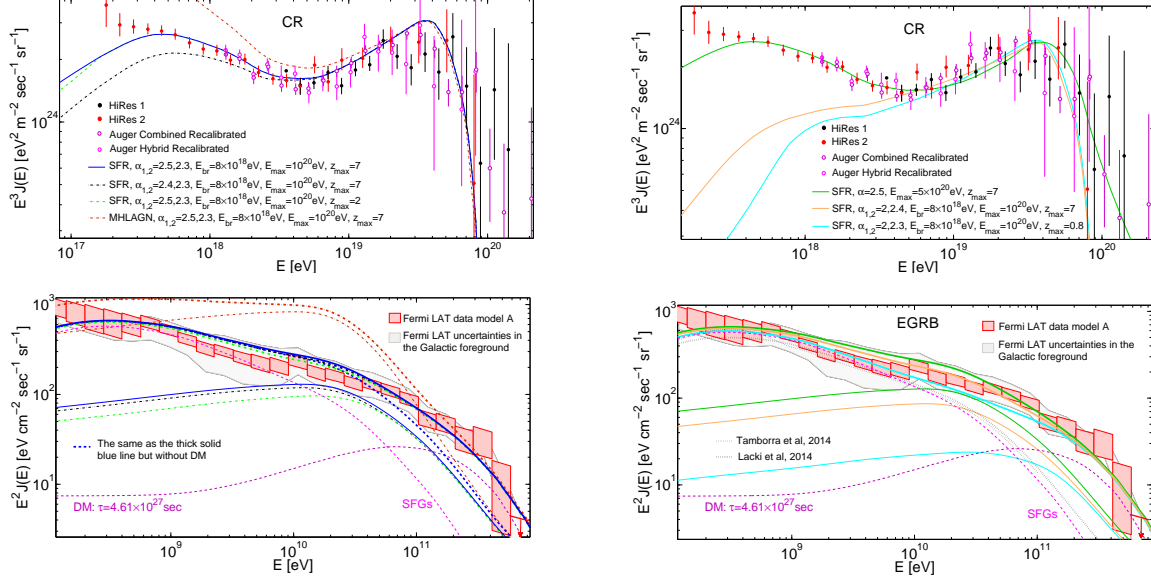 CR
E³J(E) [eV² m⁻² sec⁻¹ sr⁻¹]
10²⁴
HiRes 1
HiRes 2
Auger Combined Recalibrated
Auger Hybrid Recalibrated
SFR, α₁,₂=2.5,2.3, E_br=8×10¹⁸eV, E_max=10²⁰eV, z_max=7
SFR, α₁,₂=2.4,2.3, E_br=8×10¹⁸eV, E_max=10²⁰eV, z_max=7
SFR, α₁,₂=2.5,2.3, E_br=8×10¹⁸eV, E_max=10²⁰eV, z_max=2
MHLAGN, α₁,₂=2.5,2.3, E_br=8×10¹⁸eV, E_max=10²⁰eV, z_max=7
10¹⁷ 10¹⁸ 10¹⁹ 10²⁰
E [eV]
CR
E³J(E) [eV² m⁻² sec⁻¹ sr⁻¹]
10²⁴
HiRes 1
HiRes 2
Auger Combined Recalibrated
Auger Hybrid Recalibrated
SFR, α=2.5, E_max=5×10²⁰eV, z_max=7
SFR, α₁,₂=2,2.4, E_br=8×10¹⁸eV, E_max=10²⁰eV, z_max=7
SFR, α₁,₂=2,2.3, E_br=8×10¹⁸eV, E_max=10²⁰eV, z_max=0.8
10¹⁸ 10¹⁹ 10²⁰
E [eV]
E²J(E) [eV cm⁻² sec⁻¹ sr⁻¹]
10³
10²
10¹
Fermi LAT data model A
Fermi LAT uncertainties in
the Galactic foreground
The same as the thick solid
blue line but without DM
DM: τ=4.61×10²⁷sec
SFGs
10⁹ 10¹⁰ 10¹¹
E [eV]
E²J(E) [eV cm⁻² sec⁻¹ sr⁻¹]
10³
10²
10¹
EGRB
Fermi LAT data model A
Fermi LAT uncertainties in the
Galactic foreground
Tamborra et al, 2014
Lacki et al, 2014
DM: τ=4.61×10²⁷sec
SFGs
10⁹ 10¹⁰ 10¹¹
E [eV]